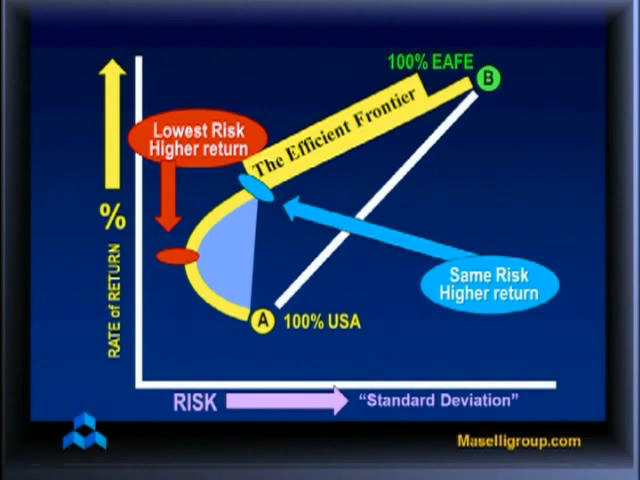 100% EAFE
B
Lowest Risk
Higher return
The Efficient Frontier
%
RATE of RETURN
Same Risk
Higher return
A
100% USA
RISK
“Standard Deviation”
Maselligroup.com